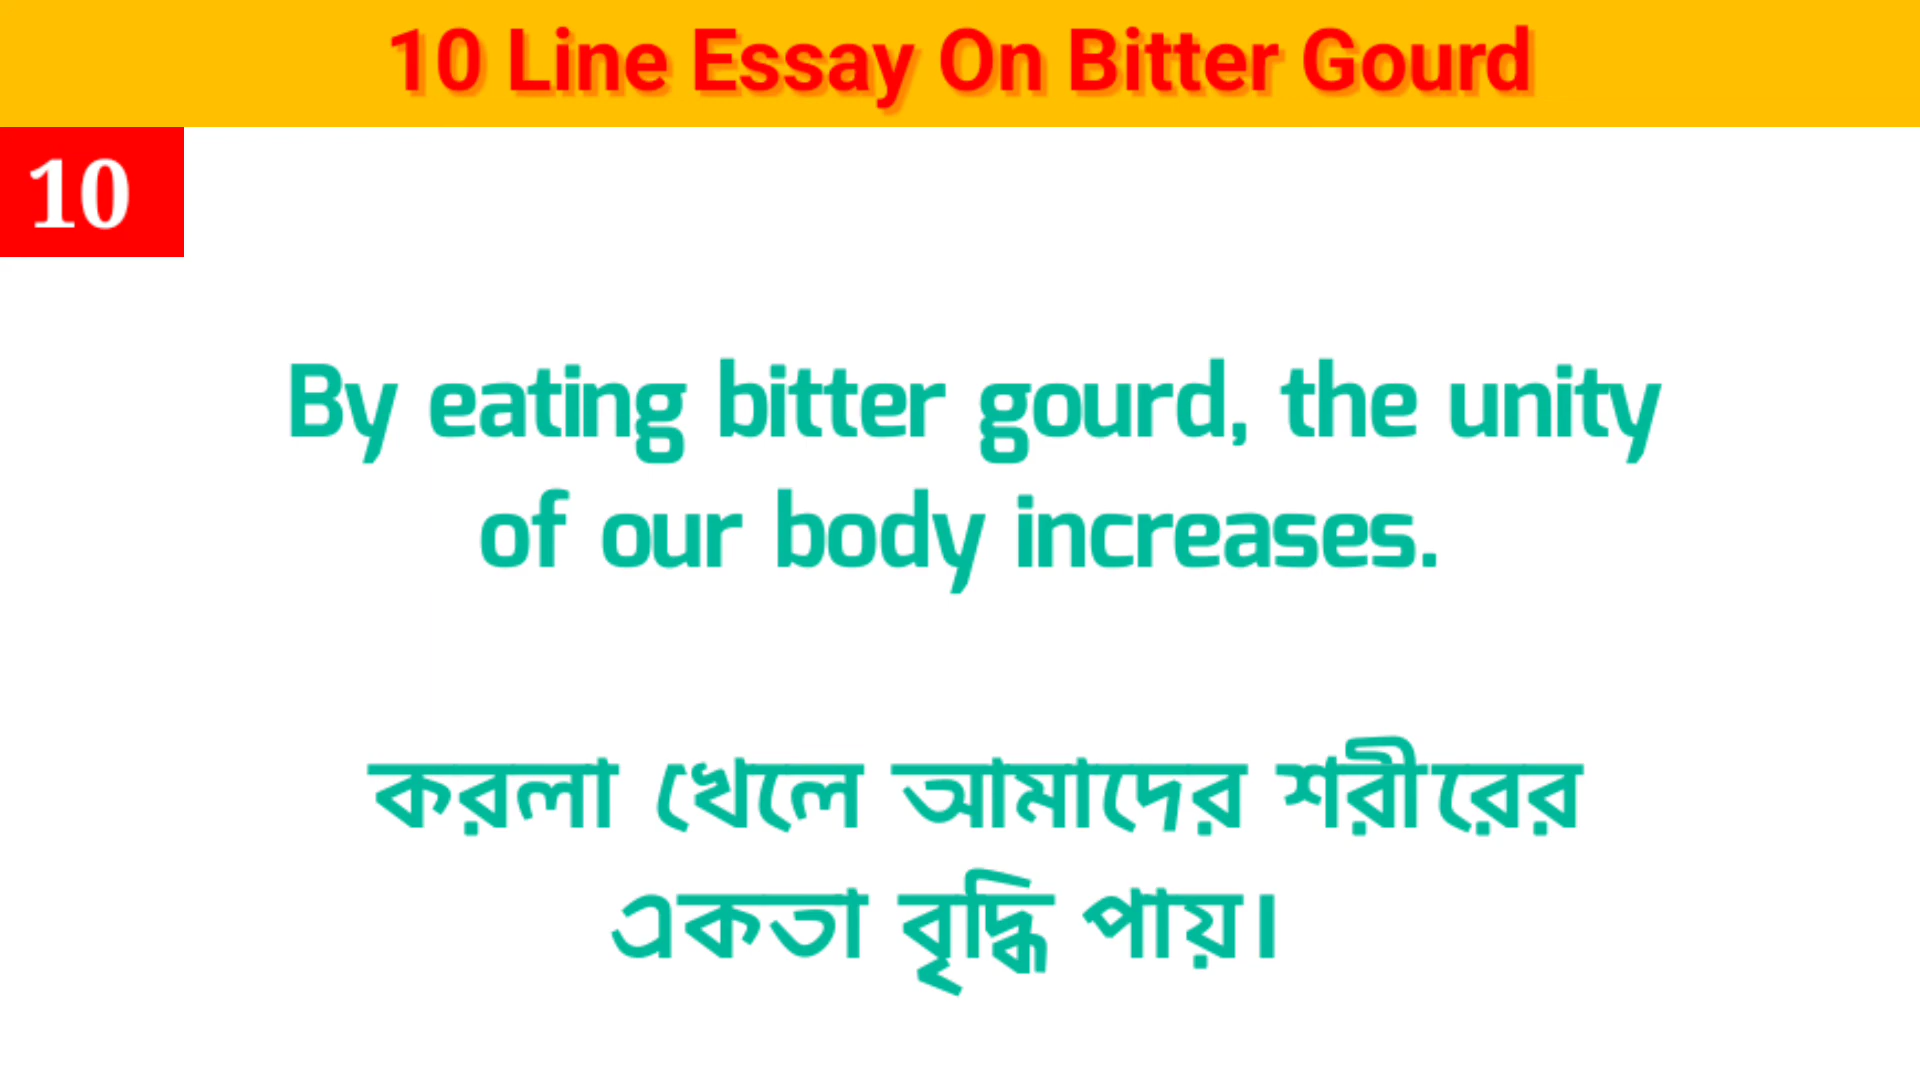 10 Line Essay On Bitter Gourd
10
By eating bitter gourd, the unity
of our body increases.
করলা খেলে আমাদের শরীরের
একতা বৃদ্ধি পায়।